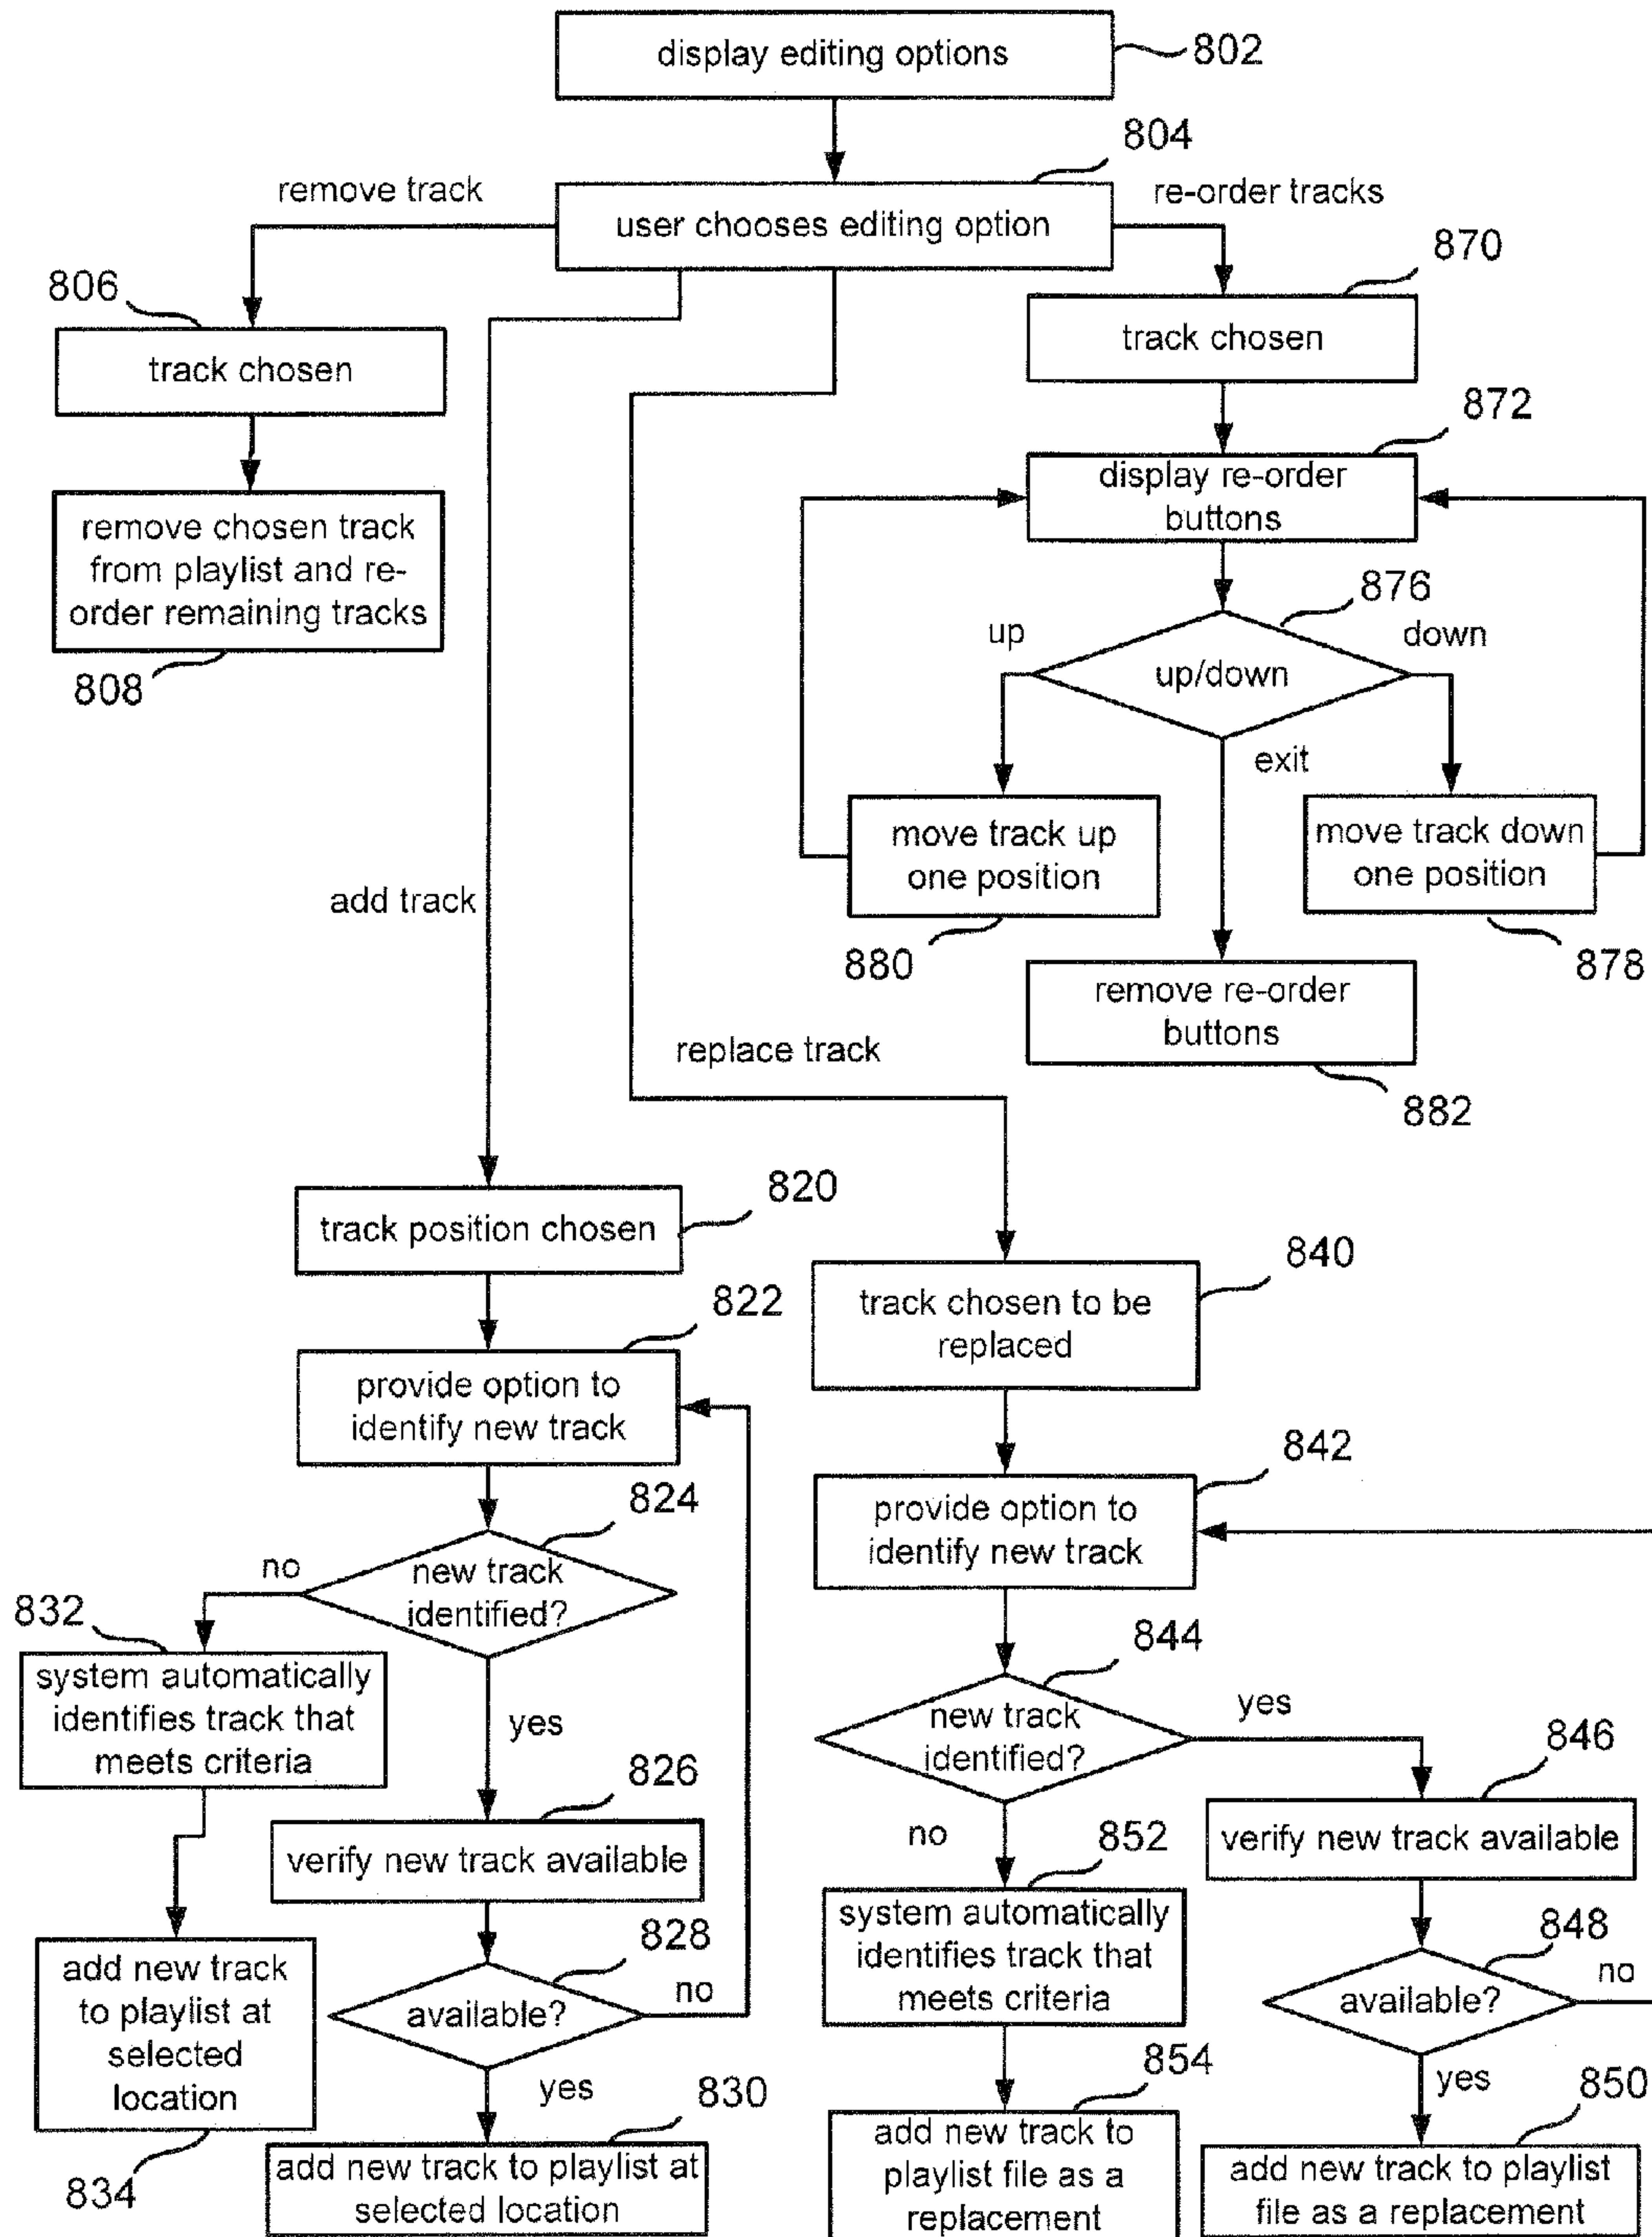 display editing options
802
804
remove track
user chooses editing option
re-order tracks
870
806
track chosen
track chosen
872
display re-order
buttons
remove chosen track
from playlist and re-
order remaining tracks
808
876
up
down
up/down
exit
move track up
one position
880
move track down
one position
878
add track
remove re-order
buttons
882
replace track
820
track position chosen
840
track chosen to be
replaced
822
provide option to
identify new track
842
provide option to
identify new track
824
no
new track
identified?
832
system automatically
identifies track that
meets criteria
yes
844
new track
identified?
yes
846
826
verify new track available
verify new track available
no
852
system automatically
identifies track that
meets criteria
828
available?
no
848
available?
no
add new track
to playlist at
selected
location
834
yes
830
add new track to playlist at
selected location
854
add new track to
playlist file as a
replacement
yes
850
add new track to playlist
file as a replacement